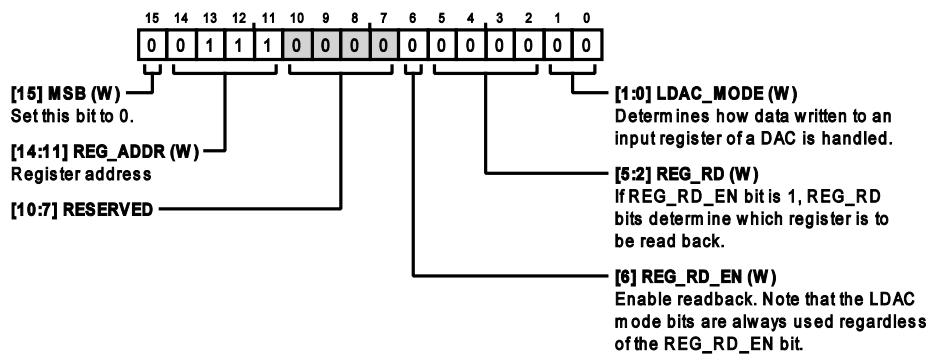 15 14 13 12 11 10 9 8 7 6 5 4 3 2 1 0
0 0 1 1 1 0 0 0 0 0 0 0 0 0 0 0
[15] MSB (W)
Set this bit to 0.
[14:11] REG_ADDR (W)
Register address
[10:7] RESERVED
[1:0] LDAC_MODE (W)
Determines how data written to an
input register of a DAC is handled.
[5:2] REG_RD (W)
If REG_RD_EN bit is 1, REG_RD
bits determine which register is to
be read back.
[6] REG_RD_EN (W)
Enable readback. Note that the LDAC
mode bits are always used regardless
of the REG_RD_EN bit.